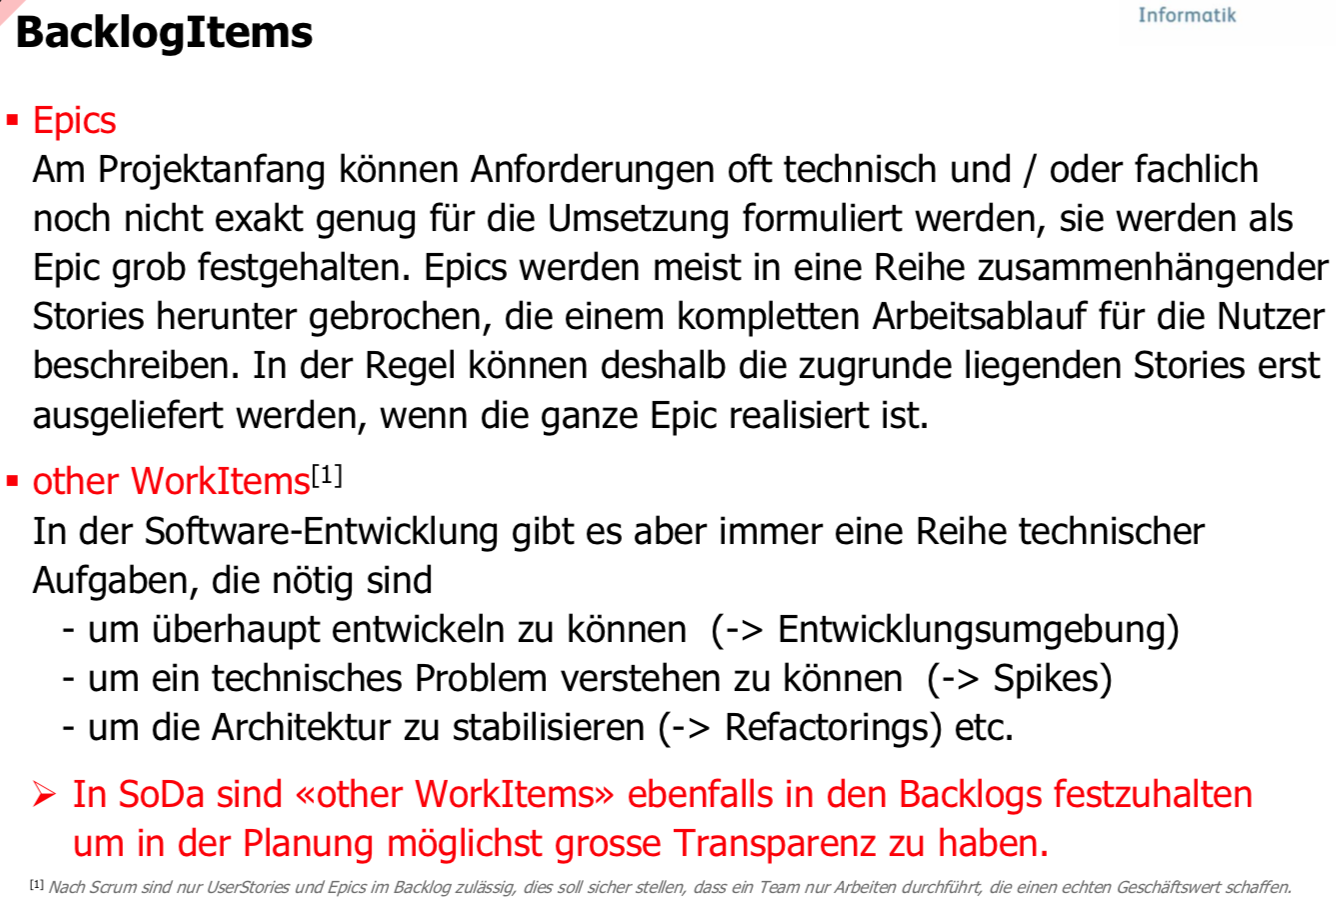 Informatik
BacklogItems
▪ Epics
Am Projektanfang können Anforderungen oft technisch und / oder fachlich
noch nicht exakt genug für die Umsetzung formuliert werden, sie werden als
Epic grob festgehalten. Epics werden meist in eine Reihe zusammenhängender
Stories herunter gebrochen, die einem kompletten Arbeitsablauf für die Nutzer
beschreiben. In der Regel können deshalb die zugrunde liegenden Stories erst
ausgeliefert werden, wenn die ganze Epic realisiert ist.
▪ other WorkItems[1]
In der Software-Entwicklung gibt es aber immer eine Reihe technischer
Aufgaben, die nötig sind
- um überhaupt entwickeln zu können (-> Entwicklungsumgebung)
- um ein technisches Problem verstehen zu können (-> Spikes)
- um die Architektur zu stabilisieren (-> Refactorings) etc.
➢ In SoDa sind «other WorkItems» ebenfalls in den Backlogs festzuhalten
um in der Planung möglichst grosse Transparenz zu haben.
[1] Nach Scrum sind nur UserStories und Epics im Backlog zulässig, dies soll sicher stellen, dass ein Team nur Arbeiten durchführt, die einen echten Geschäftswert schaffen.